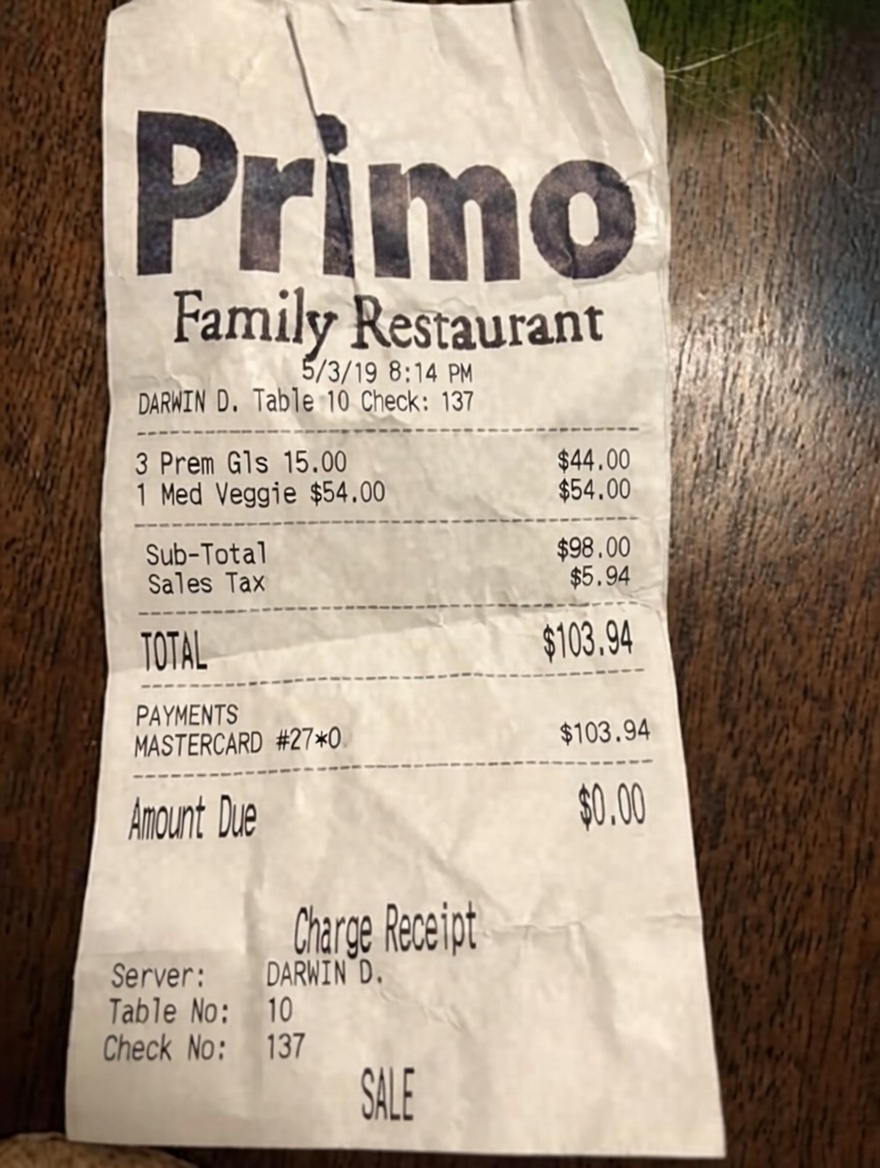 Primo
Family Restaurant
5/3/19 8:14 PM
DARWIN D. Table 10 Check: 137
3 Prem Gls 15.00 $44.00
1 Med Veggie $54.00 $54.00
Sub-Total $98.00
Sales Tax $5.94
TOTAL $103.94
PAYMENTS
MASTERCARD #27*0 $103.94
Amount Due $0.00
Charge Receipt
Server: DARWIN D.
Table No: 10
Check No: 137
SALE